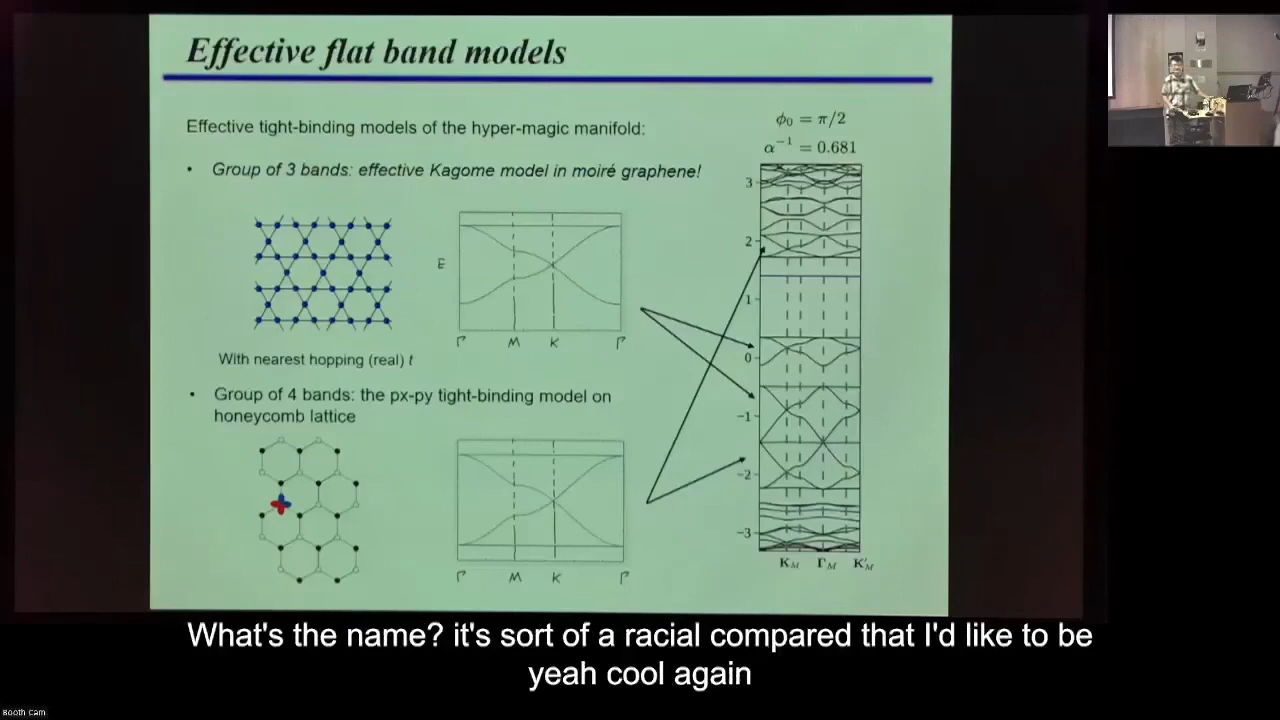 Effective flat band models
Effective tight-binding models of the hyper-magic manifold:
• Group of 3 bands: effective Kagome model in moiré graphene!
E
Γ M K Γ
With nearest hopping (real) t
• Group of 4 bands: the px-py tight-binding model on
honeycomb lattice
Γ M K Γ
ϕ₀ = π/2
α⁻¹ = 0.681
3
2
1
0
−1
−2
−3
K_M Γ_M K′_M
What's the name? it's sort of a racial compared that I'd like to be
yeah cool again
Booth Cam